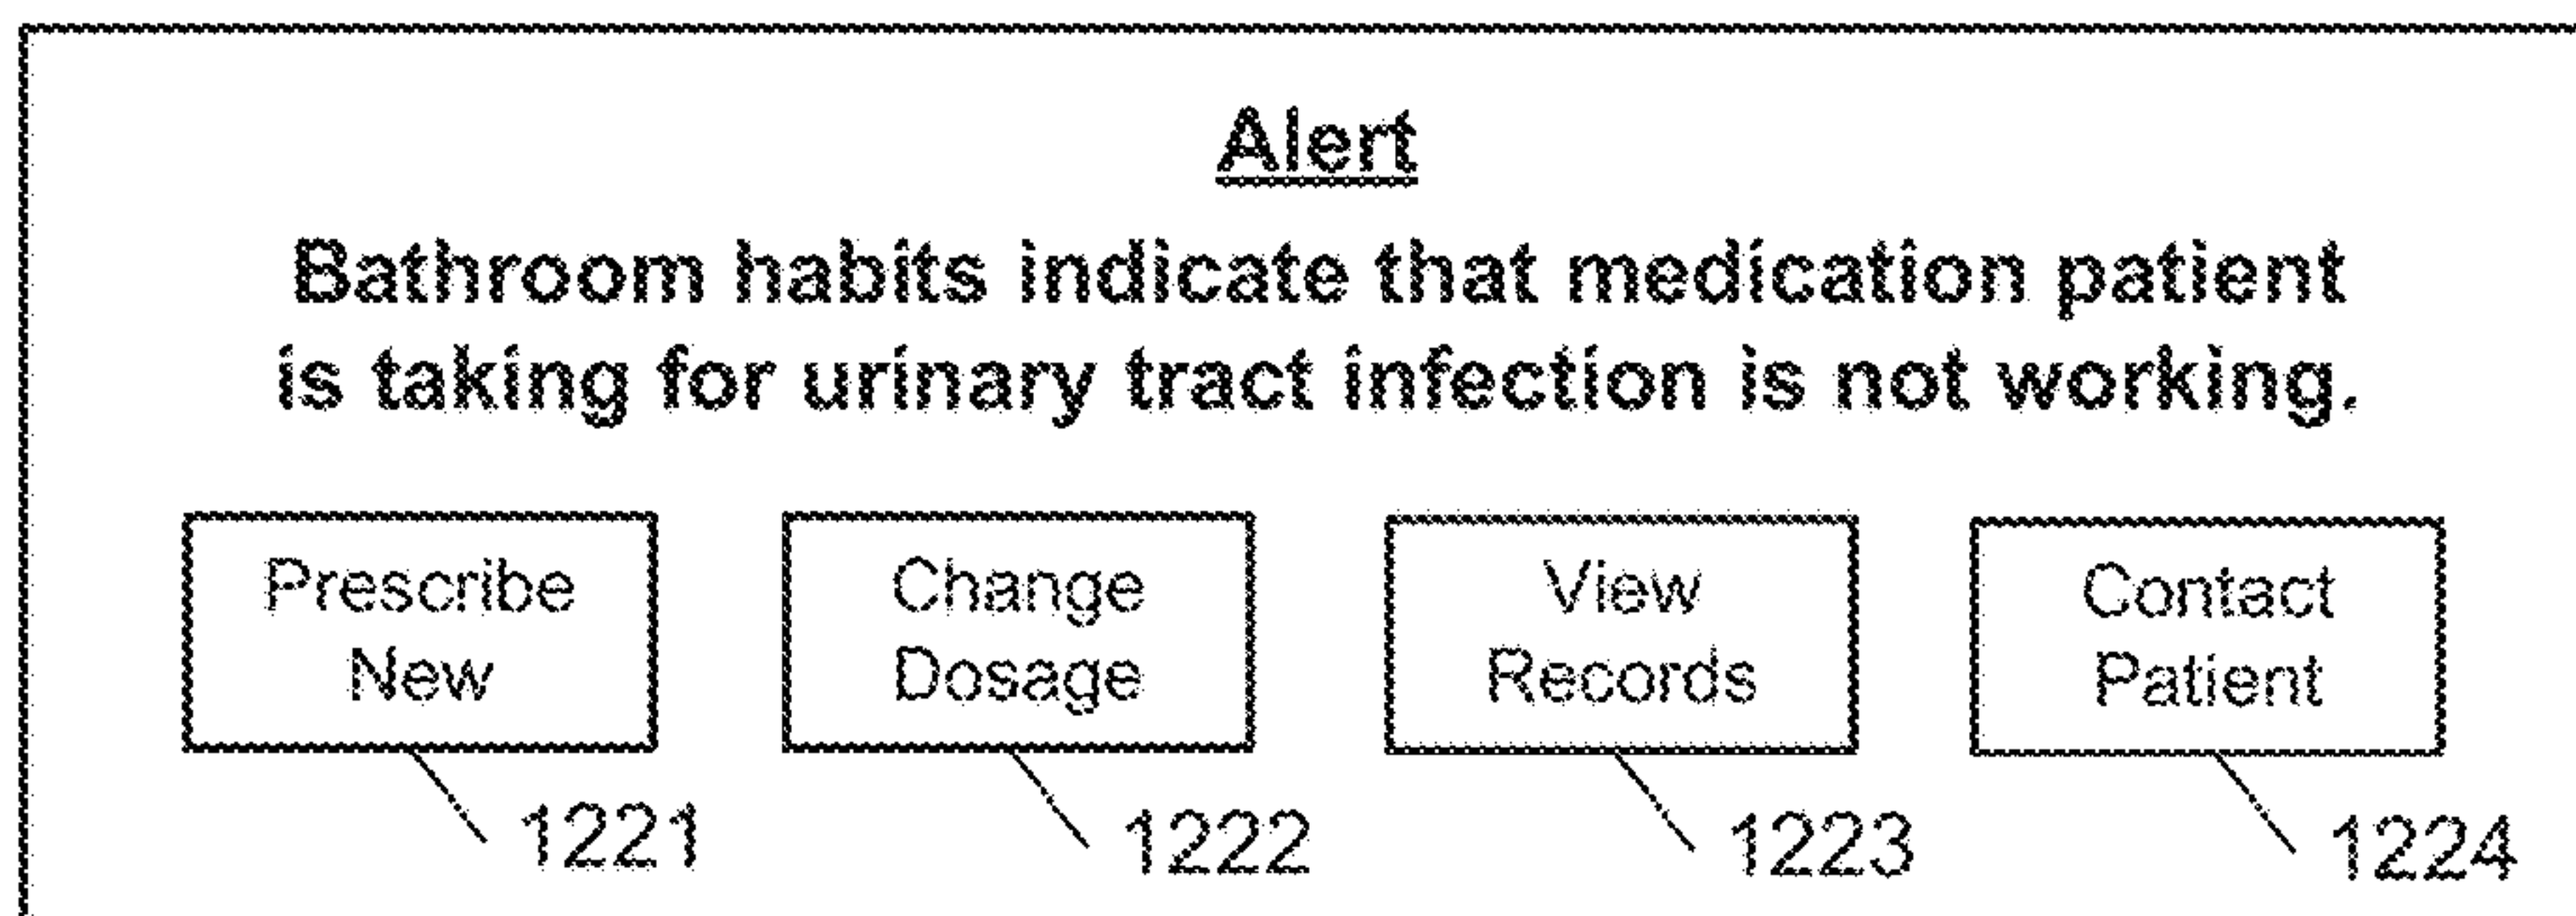 Alert
Bathroom habits indicate that medication patient
is taking for urinary tract infection is not working.
Prescribe
New
Change
Dosage
View
Records
Contact
Patient
1221
1222
1223
1224